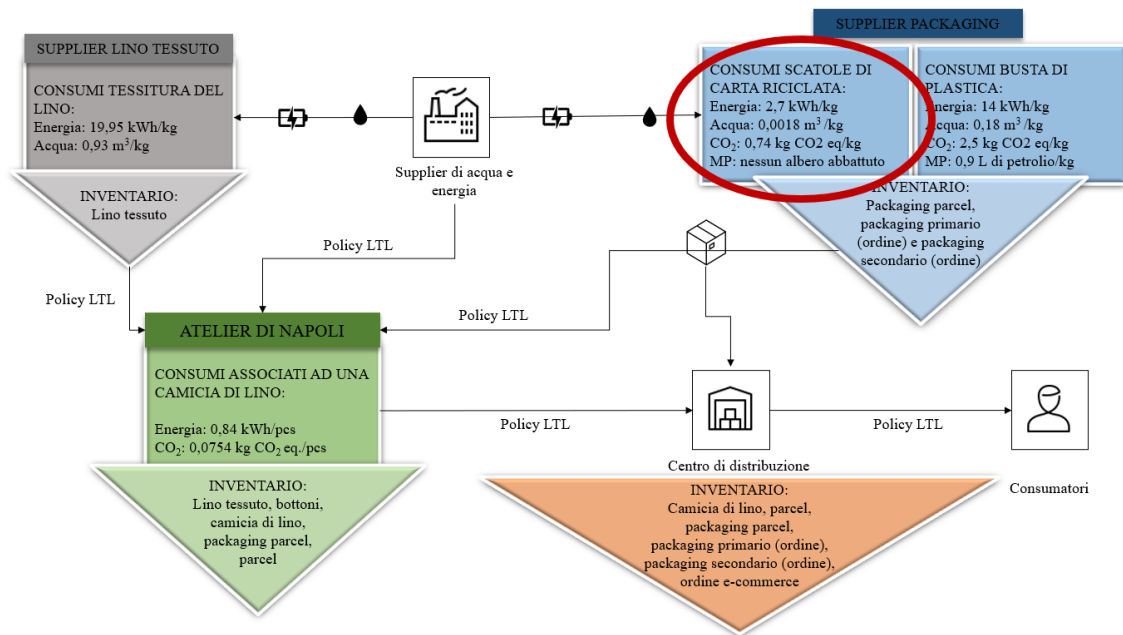 SUPPLIER LINO TESSUTO
CONSUMI TESSITURA DEL
LINO:
Energia: 19,95 kWh/kg
Acqua: 0,93 m³/kg
INVENTARIO:
Lino tessuto
Supplier di acqua e
energia
SUPPLIER PACKAGING
CONSUMI SCATOLE DI
CARTA RICICLATA:
Energia: 2,7 kWh/kg
Acqua: 0,0018 m³ /kg
CO₂: 0,74 kg CO2 eq/kg
MP: nessun albero abbattuto
CONSUMI BUSTA DI
PLASTICA:
Energia: 14 kWh/kg
Acqua: 0,18 m³ /kg
CO₂: 2,5 kg CO2 eq/kg
MP: 0,9 L di petrolio/kg
INVENTARIO:
Packaging parcel,
packaging primario
(ordine) e packaging
secondario (ordine)
Policy LTL
Policy LTL
Policy LTL
ATELIER DI NAPOLI
CONSUMI ASSOCIATI AD UNA
CAMICIA DI LINO:
Energia: 0,84 kWh/pcs
CO₂: 0,0754 kg CO₂ eq./pcs
INVENTARIO:
Lino tessuto, bottoni,
camicia di lino,
packaging parcel,
parcel
Policy LTL
Centro di distribuzione
Policy LTL
Consumatori
INVENTARIO:
Camicia di lino, parcel,
packaging parcel,
packaging primario (ordine),
packaging secondario (ordine),
ordine e-commerce